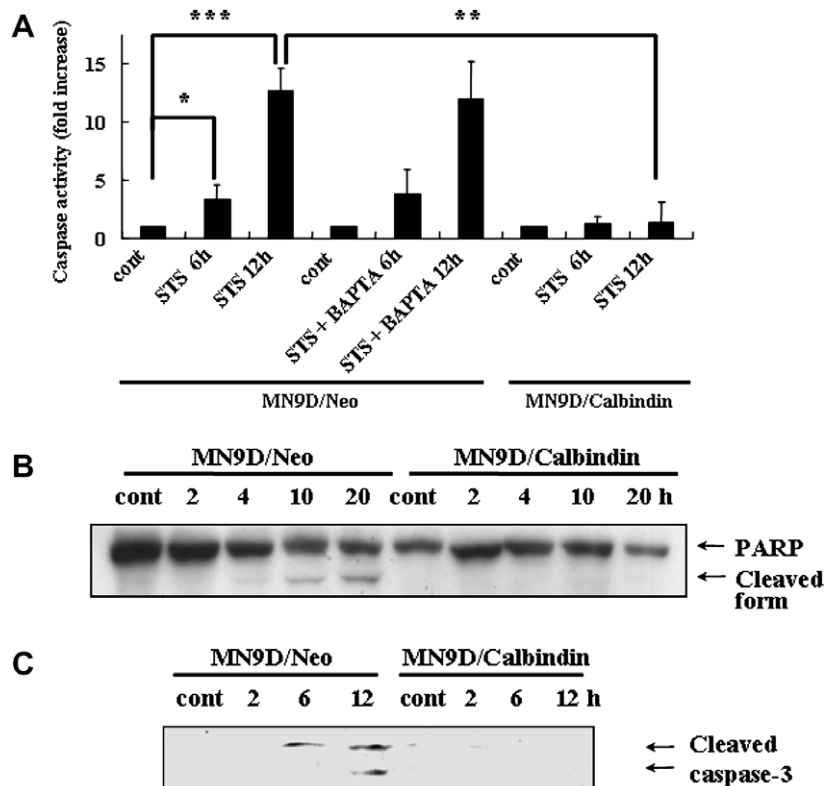 A
*** **
*
Caspase activity (fold increase)
15
10
5
0
cont STS 6h STS 12h cont STS + BAPTA 6h STS + BAPTA 12h cont STS 6h STS 12h
MN9D/Neo MN9D/Calbindin
B
MN9D/Neo MN9D/Calbindin
cont 2 4 10 20 cont 2 4 10 20 h
← PARP
← Cleaved
form
C
MN9D/Neo MN9D/Calbindin
cont 2 6 12 cont 2 6 12 h
← Cleaved
← caspase-3